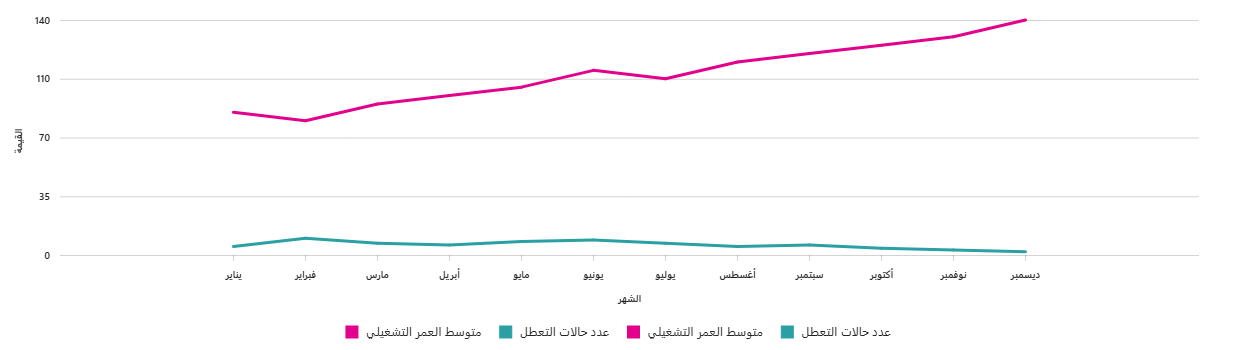 140
110
70
35
0
القيمة
يناير
فبراير
مارس
أبريل
مايو
يونيو
يوليو
أغسطس
سبتمبر
أكتوبر
نوفمبر
ديسمبر
الشهر
متوسط العمر التشغيلي
عدد حالات التعطل
متوسط العمر التشغيلي
عدد حالات التعطل